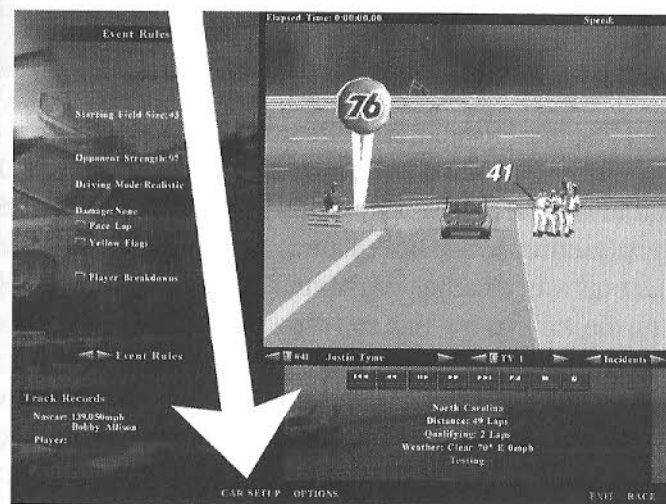 Elapsed Time: 0:00:00.00 Speed:
Event Rules
Starting Field Size: 43
Opponent Strength: 97
Driving Mode: Realistic
Damage: None
Pace Lap
Yellow Flags
Player Breakdowns
Event Rules
76
41
#41 Justin Tyme TV 1 Incidents
Track Records
Nascar: 139.050mph
Bobby Allison
Player:
North Carolina
Distance: 49 Laps
Qualifying: 2 Laps
Weather: Clear 70° E 0mph
Testing
CAR SETUP OPTIONS EXIT RACE